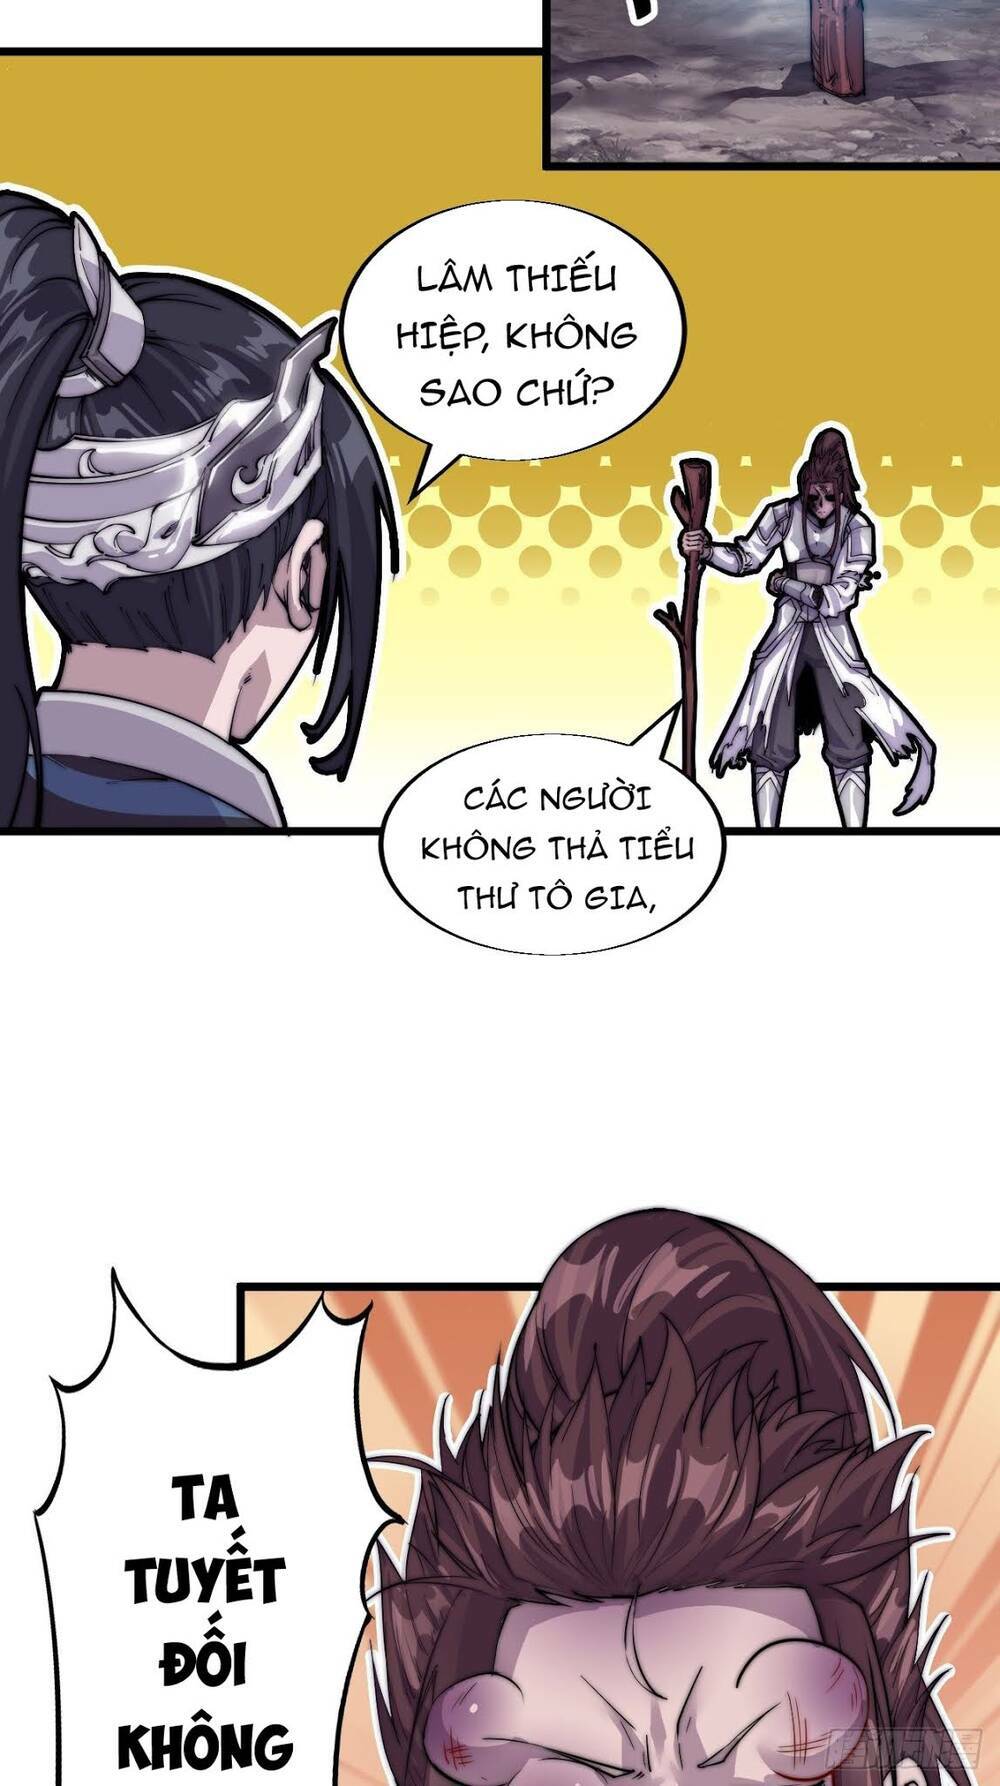 LÂM THIẾU
HIỆP, KHÔNG
SAO CHỨ?
CÁC NGƯỜI
KHÔNG THẢ TIỂU
THƯ TÔ GIA,
TA
TUYẾT
ĐỐI
KHÔNG